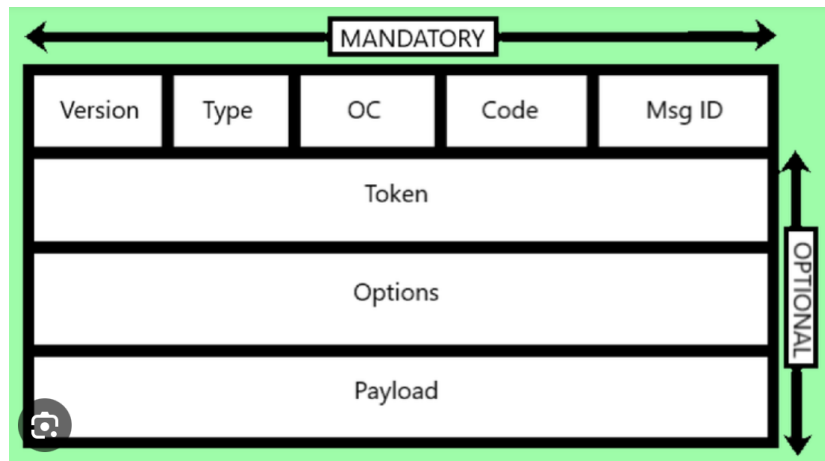 MANDATORY
Version Type OC Code Msg ID
Token
OPTIONAL
Options
Payload